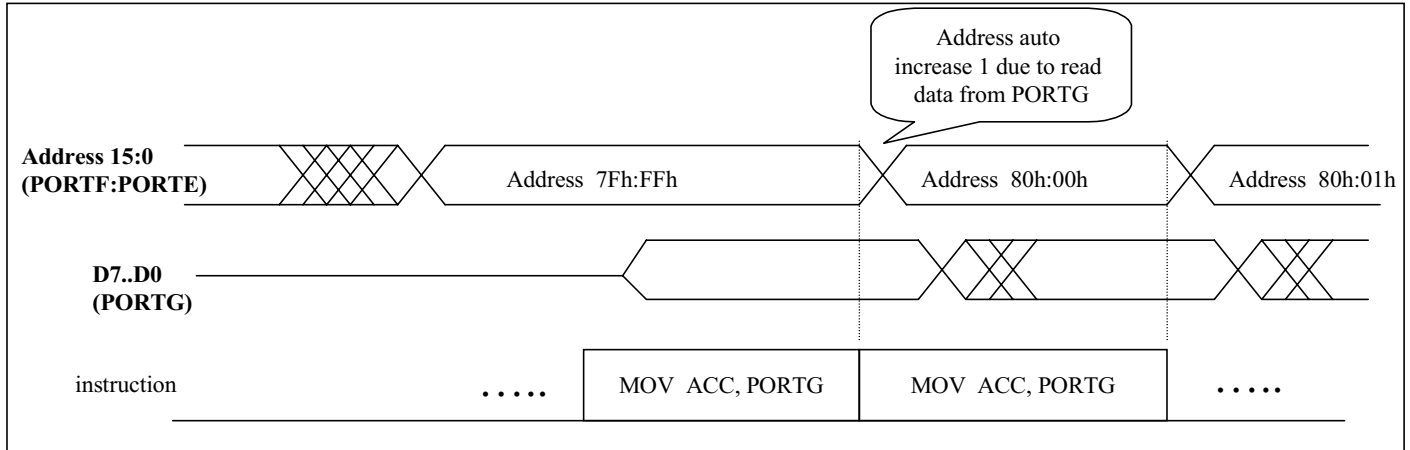 Address auto
increase 1 due to read
data from PORTG
Address 15:0
(PORTF:PORTE)
Address 7Fh:FFh
Address 80h:00h
Address 80h:01h
D7..D0
(PORTG)
instruction
.....
MOV ACC, PORTG
MOV ACC, PORTG
.....